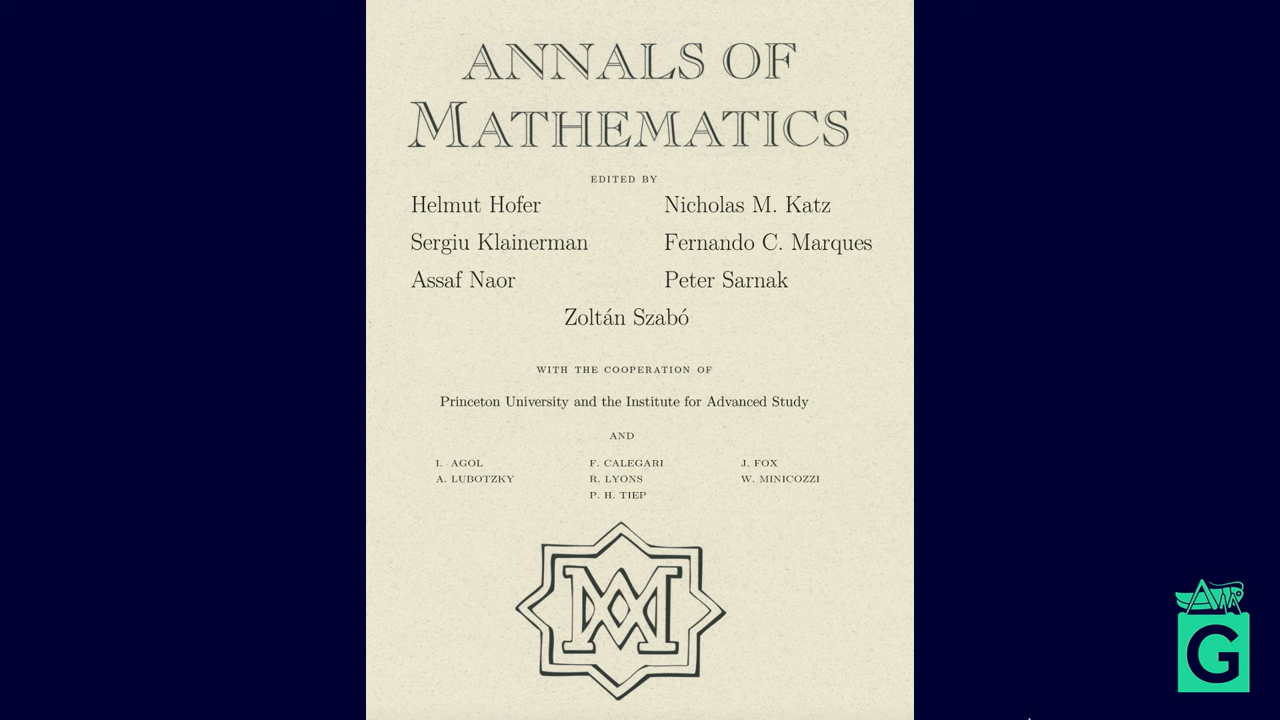 ANNALS OF
MATHEMATICS
EDITED BY
Helmut Hofer Nicholas M. Katz
Sergiu Klainerman Fernando C. Marques
Assaf Naor Peter Sarnak
Zoltán Szabó
WITH THE COOPERATION OF
Princeton University and the Institute for Advanced Study
AND
I. AGOL F. CALEGARI J. FOX
A. LUBOTZKY R. LYONS W. MINICOZZI
P. H. TIEP
AM
G